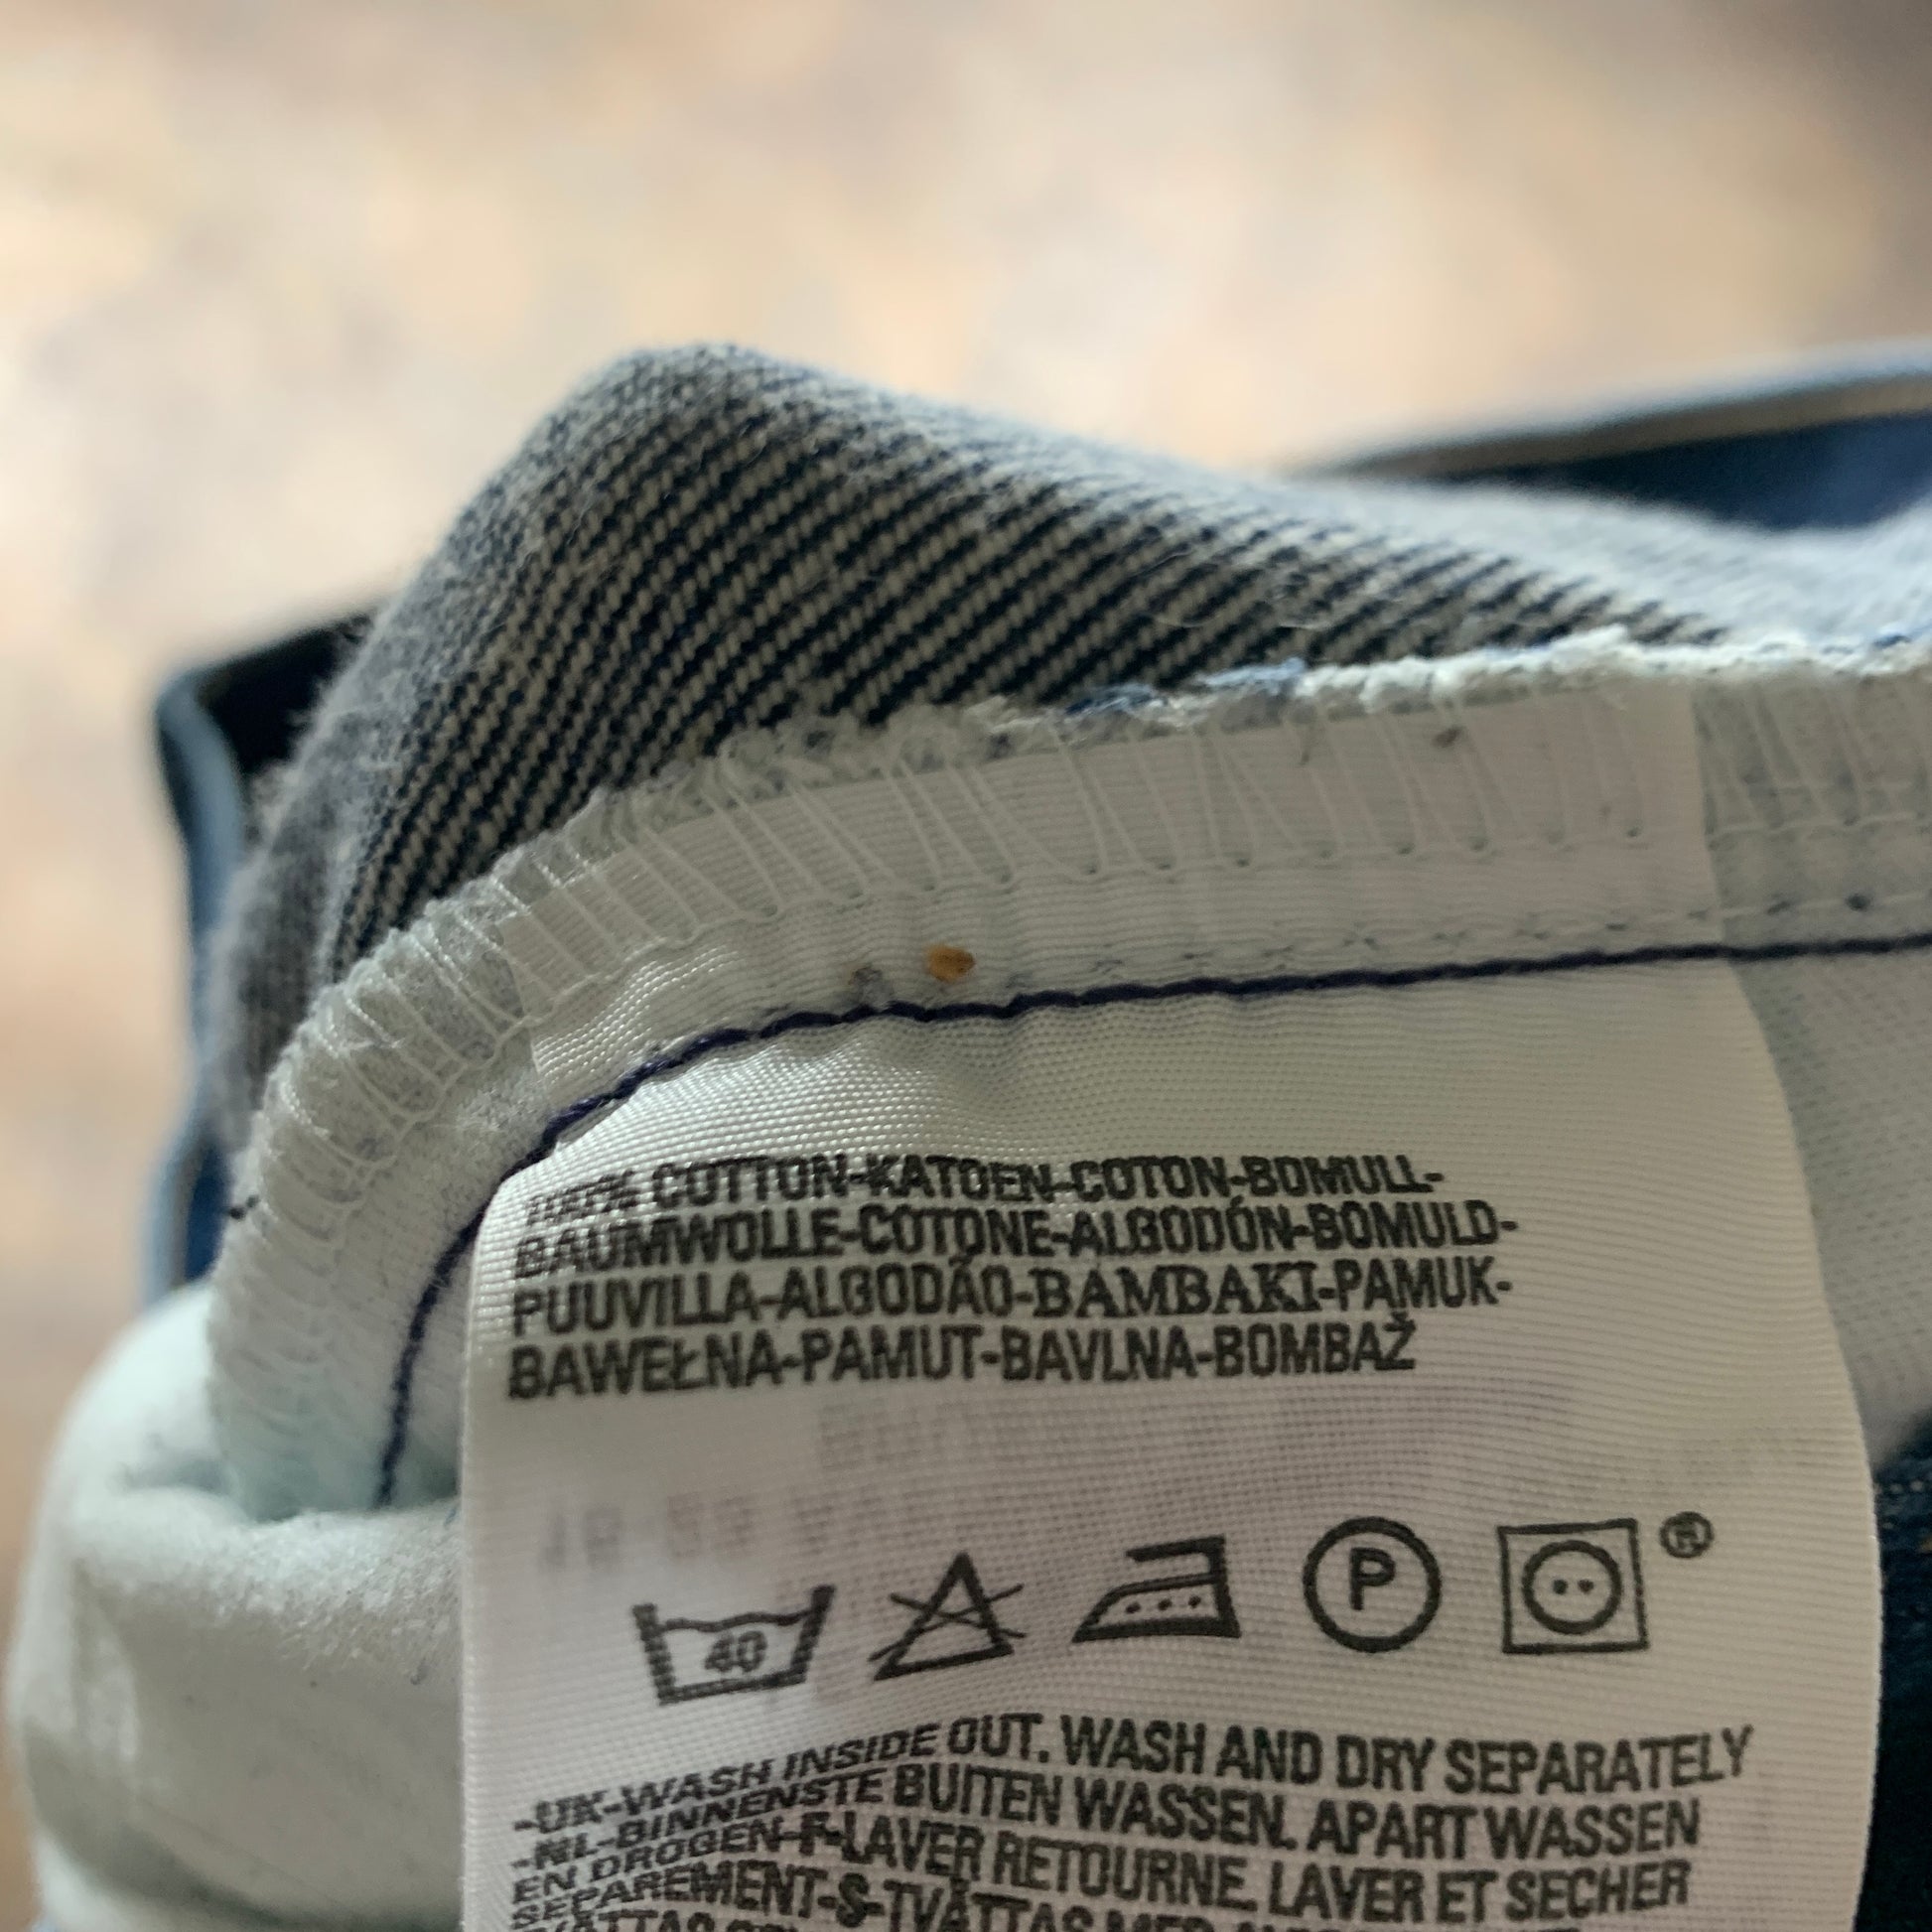 100% COTTON-KATOEN-COTON-BOMULL-
BAUMWOLLE-COTONE-ALGODÓN-BOMULD-
PUUVILLA-ALGODÃO-BAMBAKI-PAMUK-
BAWEŁNA-PAMUT-BAVLNA-BOMBAŽ
40 P ®
-UK-WASH INSIDE OUT. WASH AND DRY SEPARATELY
-NL-BINNENSTE BUITEN WASSEN. APART WASSEN
EN DROGEN-F-LAVER RETOURNE. LAVER ET SECHER
SEPAREMENT-S-TVÄTTAS MED